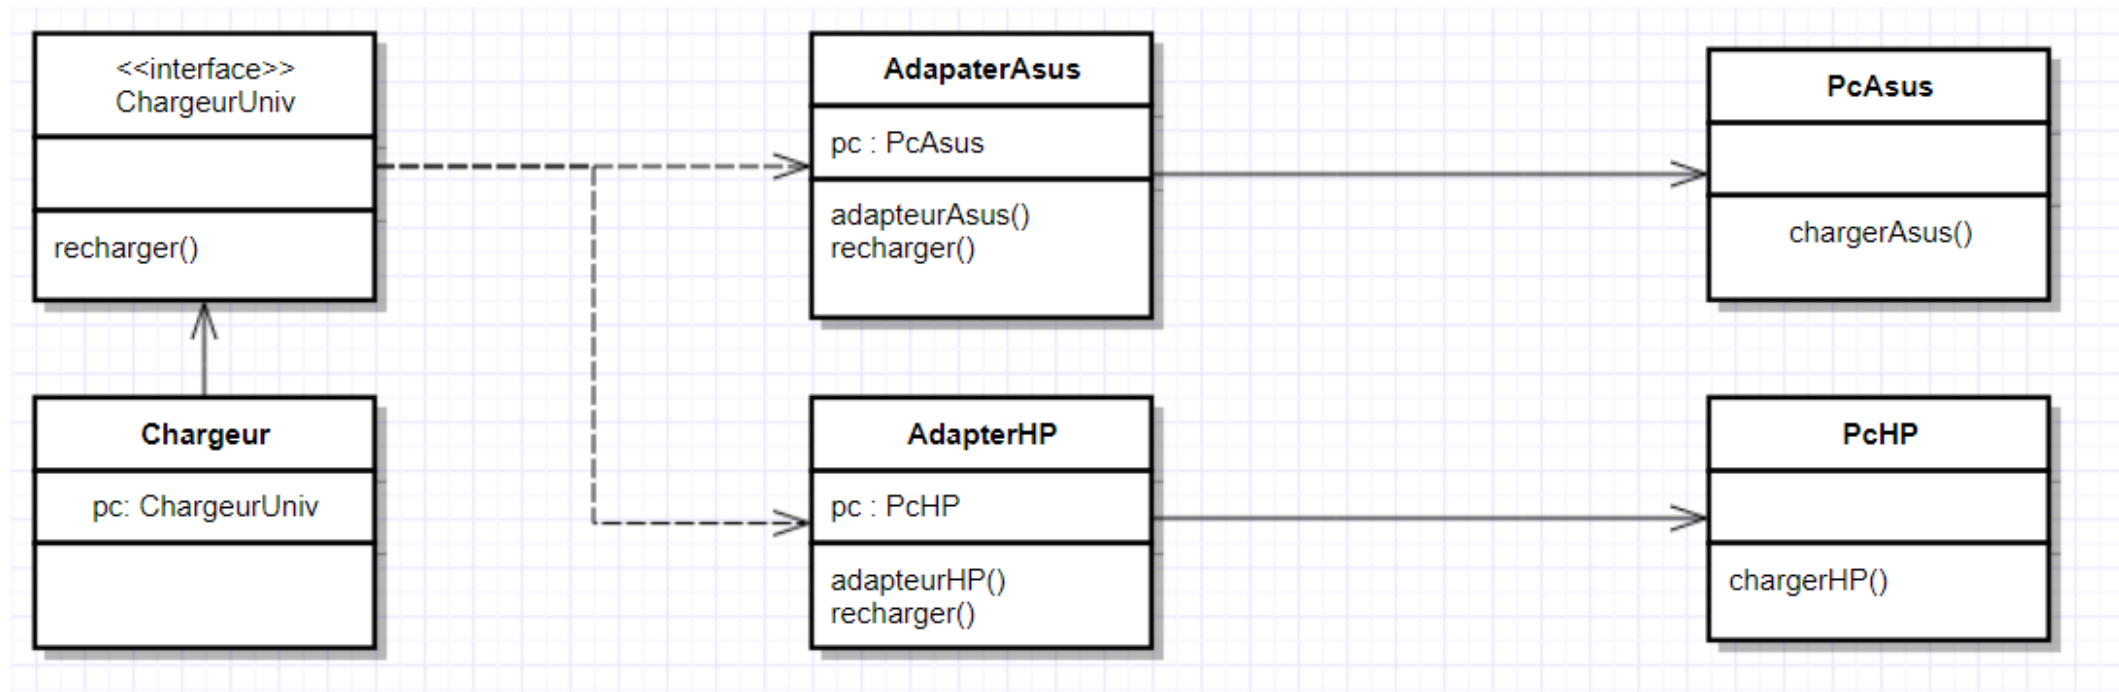 <<interface>>
ChargeurUniv
recharger()
AdapaterAsus
pc : PcAsus
adapteurAsus()
recharger()
PcAsus
chargerAsus()
Chargeur
pc: ChargeurUniv
AdapterHP
pc : PcHP
adapteurHP()
recharger()
PcHP
chargerHP()